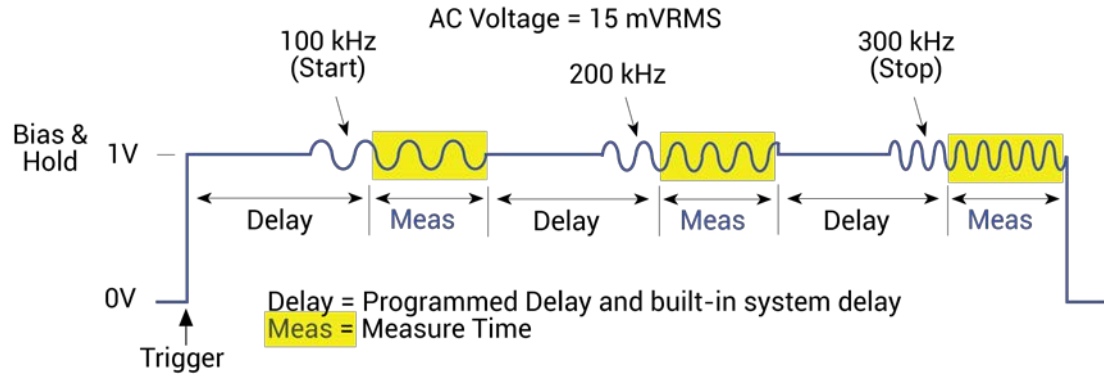 AC Voltage = 15 mVRMS
100 kHz
(Start)
200 kHz
300 kHz
(Stop)
Bias &
Hold
1V
Delay
Meas
Delay
Meas
Delay
Meas
0V
Delay = Programmed Delay and built-in system delay
Meas = Measure Time
Trigger